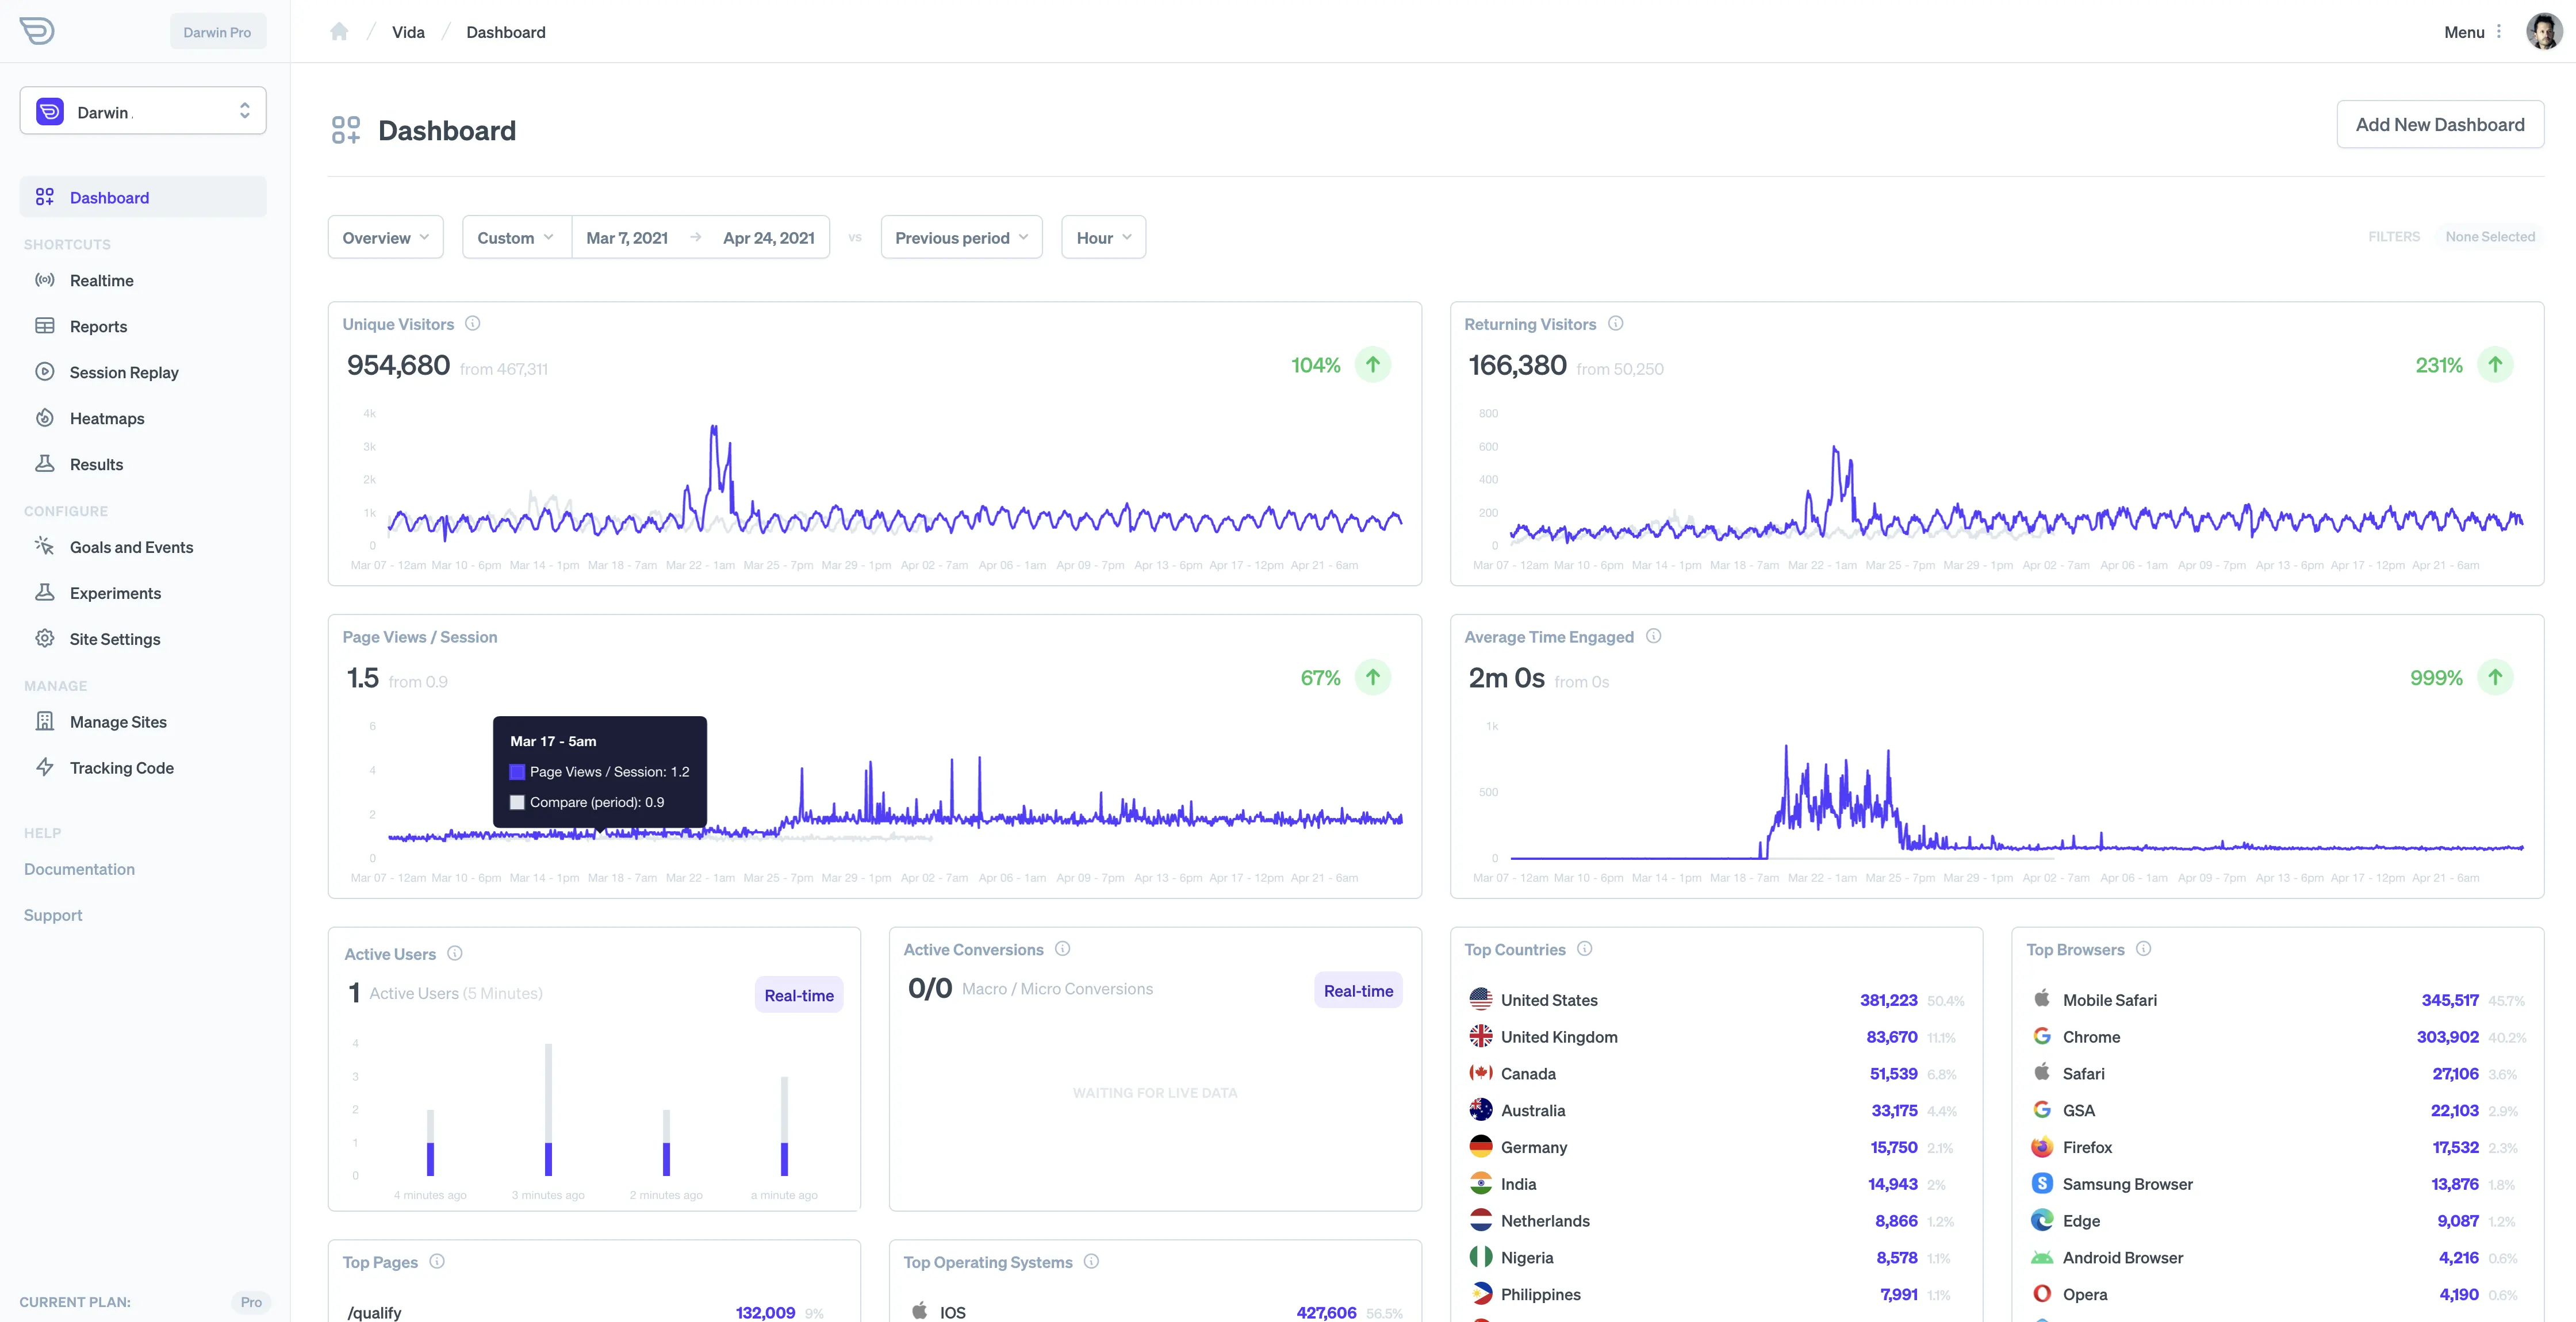 Darwin Pro
Vida
Dashboard
Menu
Darwin
Dashboard
SHORTCUTS
Realtime
Reports
Session Replay
Heatmaps
Results
CONFIGURE
Goals and Events
Experiments
Site Settings
MANAGE
Manage Sites
Tracking Code
HELP
Documentation
Support
CURRENT PLAN: Pro
Dashboard
Add New Dashboard
Overview
Custom
Mar 7, 2021 → Apr 24, 2021
vs
Previous period
Hour
FILTERS None Selected
Unique Visitors
954,680 from 467,311
104%
4k
3k
2k
1k
0
Mar 07 - 12am Mar 10 - 6pm Mar 14 - 1pm Mar 18 - 7am Mar 22 - 1am Mar 25 - 7pm Mar 29 - 1pm Apr 02 - 7am Apr 06 - 1am Apr 09 - 7pm Apr 13 - 6pm Apr 17 - 12pm Apr 21 - 6am
Returning Visitors
166,380 from 50,250
231%
800
600
400
200
0
Mar 07 - 12am Mar 10 - 6pm Mar 14 - 1pm Mar 18 - 7am Mar 22 - 1am Mar 25 - 7pm Mar 29 - 1pm Apr 02 - 7am Apr 06 - 1am Apr 09 - 7pm Apr 13 - 6pm Apr 17 - 12pm Apr 21 - 6am
Page Views / Session
1.5 from 0.9
67%
6
4
2
0
Mar 17 - 5am
Page Views / Session: 1.2
Compare (period): 0.9
Mar 07 - 12am Mar 10 - 6pm Mar 14 - 1pm Mar 18 - 7am Mar 22 - 1am Mar 25 - 7pm Mar 29 - 1pm Apr 02 - 7am Apr 06 - 1am Apr 09 - 7pm Apr 13 - 6pm Apr 17 - 12pm Apr 21 - 6am
Average Time Engaged
2m 0s from 0s
999%
1k
500
0
Mar 07 - 12am Mar 10 - 6pm Mar 14 - 1pm Mar 18 - 7am Mar 22 - 1am Mar 25 - 7pm Mar 29 - 1pm Apr 02 - 7am Apr 06 - 1am Apr 09 - 7pm Apr 13 - 6pm Apr 17 - 12pm Apr 21 - 6am
Active Users
1 Active Users (5 Minutes)
Real-time
4
3
2
1
0
4 minutes ago 3 minutes ago 2 minutes ago a minute ago
Active Conversions
0/0 Macro / Micro Conversions
Real-time
WAITING FOR LIVE DATA
Top Countries
United States 381,223 50.4%
United Kingdom 83,670 11.1%
Canada 51,539 6.8%
Australia 33,175 4.4%
Germany 15,750 2.1%
India 14,943 2%
Netherlands 8,866 1.2%
Nigeria 8,578 1.1%
Philippines 7,991 1.1%
Top Browsers
Mobile Safari 345,517 45.7%
Chrome 303,902 40.2%
Safari 27,106 3.6%
GSA 22,103 2.9%
Firefox 17,532 2.3%
Samsung Browser 13,876 1.8%
Edge 9,087 1.2%
Android Browser 4,216 0.6%
Opera 4,190 0.6%
Top Pages
/qualify 132,009 9%
Top Operating Systems
IOS 427,606 56.5%